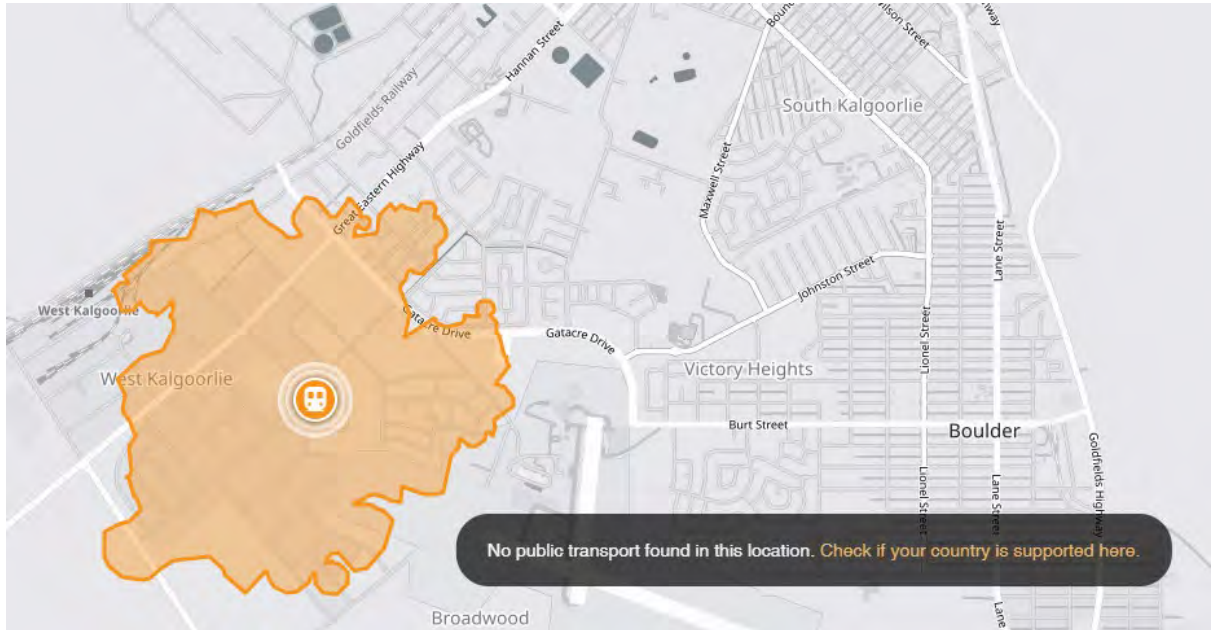 Hannan Street
Goldfields Railway
South Kalgoorlie
Great Eastern Highway
Maxwell Street
Lane Street
Johnston Street
West Kalgoorlie
Gatacre Drive
Gatacre Drive
Lionel Street
West Kalgoorlie
Victory Heights
Burt Street
Boulder
Goldfields Highway
Lionel Street
Lane Street
No public transport found in this location. Check if your country is supported here.
Broadwood
Lane